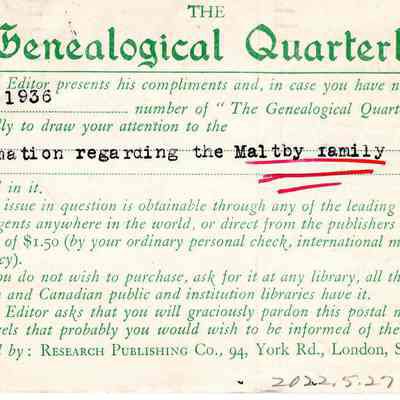 THE
Genealogical Quarterl
Editor presents his compliments and, in case you have n
1936 number of "The Genealogical Quart
lly to draw your attention to the
mation regarding the Maltby family
l in it.
issue in question is obtainable through any of the leading
gents anywhere in the world, or direct from the publishers
of $1.50 (by your ordinary personal check, international m
cy).
ou do not wish to purchase, ask for it at any library, all th
n and Canadian public and institution libraries have it.
Editor asks that you will graciously pardon this postal m
vels that probably you would wish to be informed of the
l by: RESEARCH PUBLISHING CO., 94, York Rd., London, S
2022.5.27